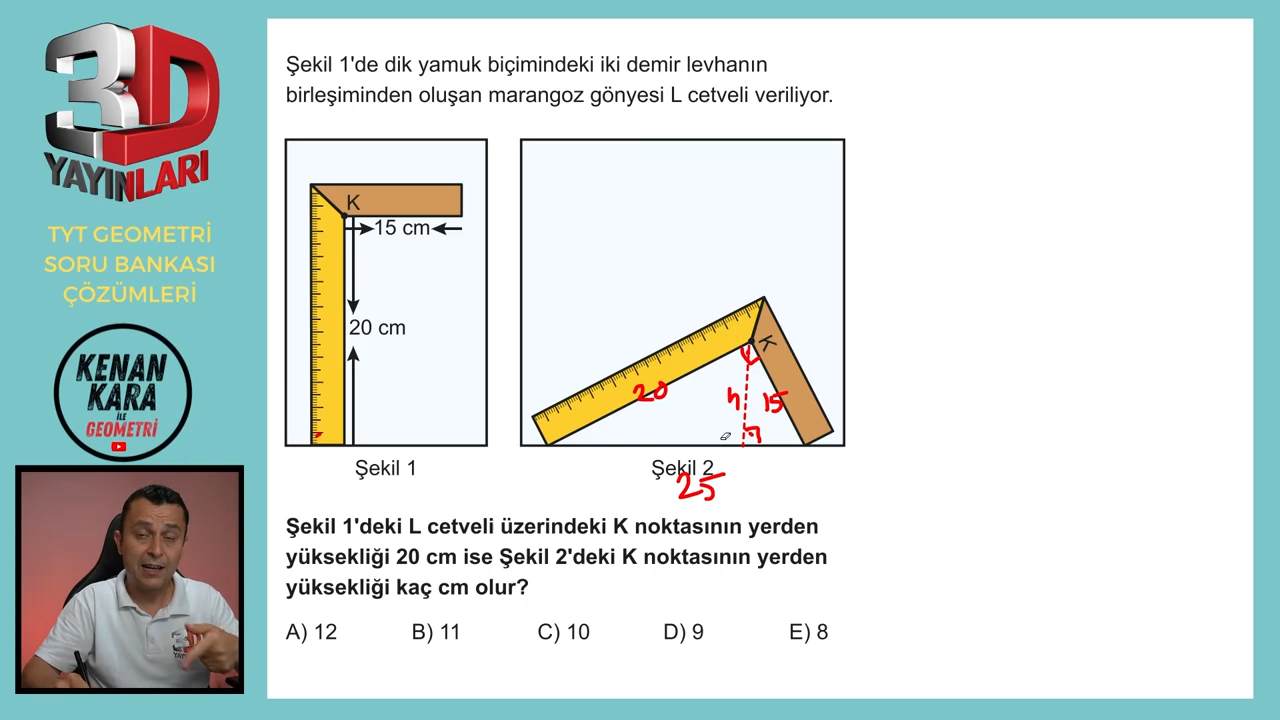 3D
YAYINLARI
TYT GEOMETRİ
SORU BANKASI
ÇÖZÜMLERİ
KENAN
KARA
İLE
GEOMETRİ
Şekil 1'de dik yamuk biçimindeki iki demir levhanın
birleşiminden oluşan marangoz gönyesi L cetveli veriliyor.
K
15 cm
20 cm
Şekil 1
K
20
h
15
Şekil 2
25
Şekil 1'deki L cetveli üzerindeki K noktasının yerden
yüksekliği 20 cm ise Şekil 2'deki K noktasının yerden
yüksekliği kaç cm olur?
A) 12 B) 11 C) 10 D) 9 E) 8